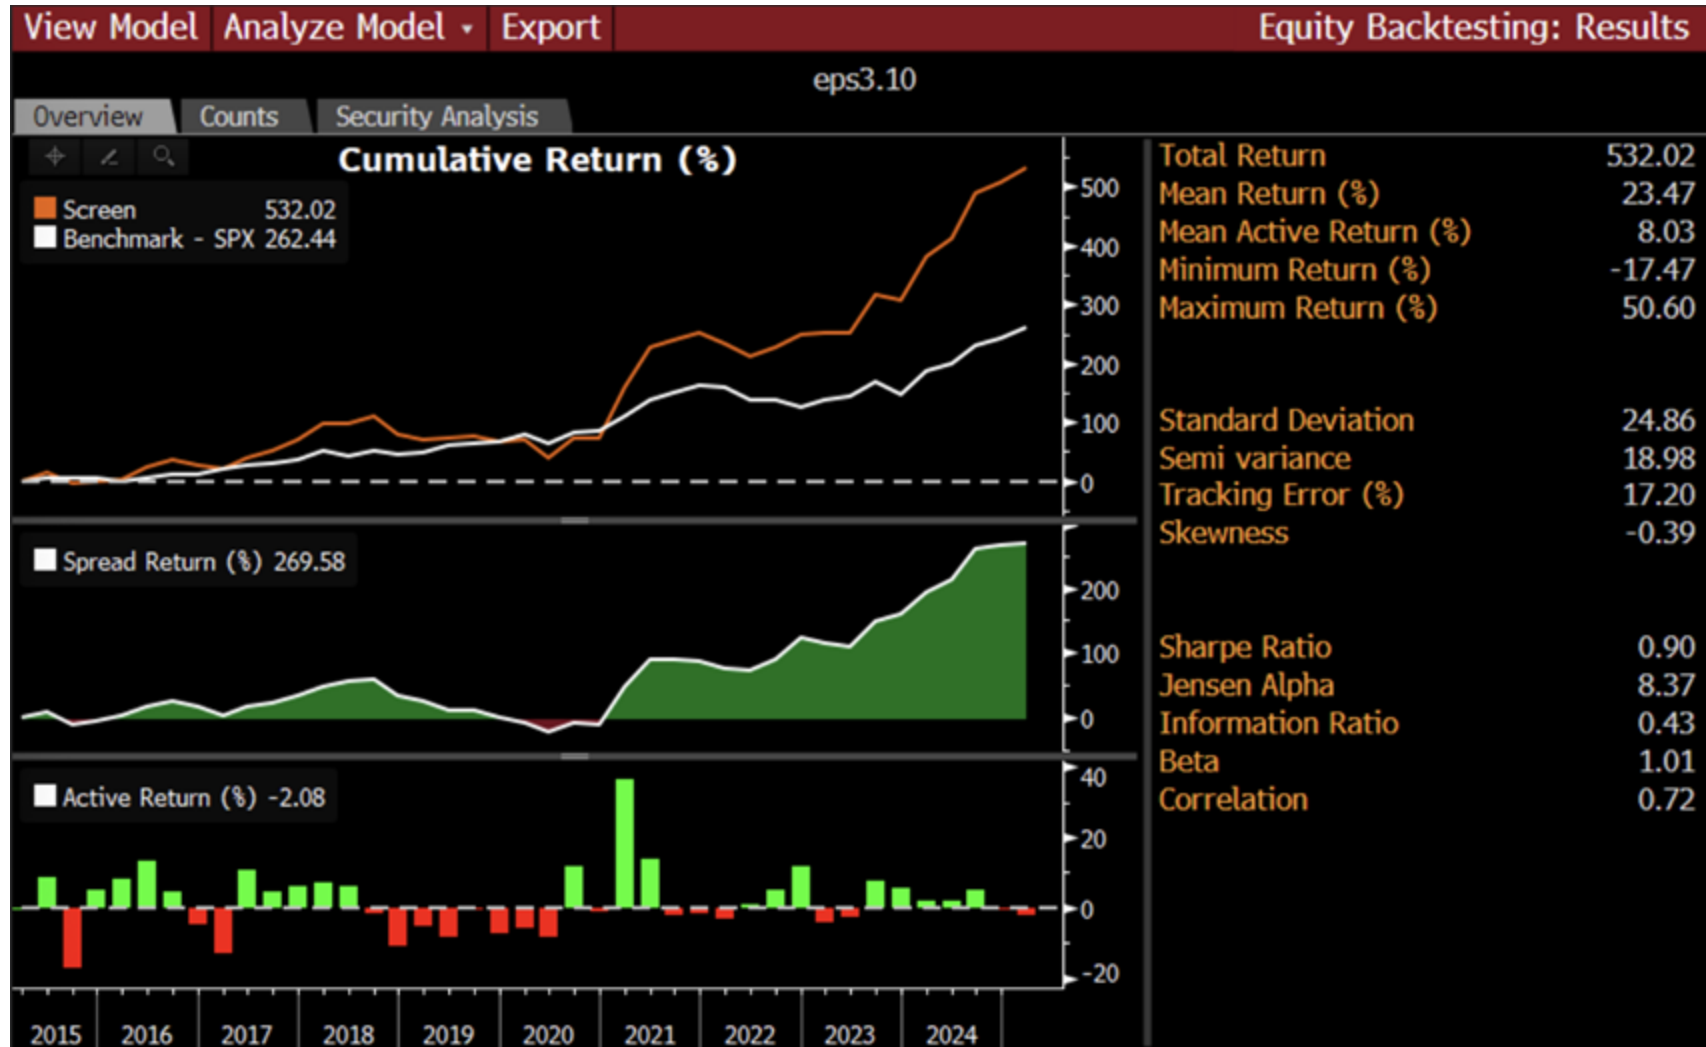 View Model Analyze Model Export Equity Backtesting: Results
eps3.10
Overview Counts Security Analysis
Cumulative Return (%)
Screen 532.02
Benchmark - SPX 262.44
500
400
300
200
100
0
Spread Return (%) 269.58
200
100
0
Active Return (%) -2.08
40
20
0
-20
2015 2016 2017 2018 2019 2020 2021 2022 2023 2024
Total Return 532.02
Mean Return (%) 23.47
Mean Active Return (%) 8.03
Minimum Return (%) -17.47
Maximum Return (%) 50.60
Standard Deviation 24.86
Semi variance 18.98
Tracking Error (%) 17.20
Skewness -0.39
Sharpe Ratio 0.90
Jensen Alpha 8.37
Information Ratio 0.43
Beta 1.01
Correlation 0.72